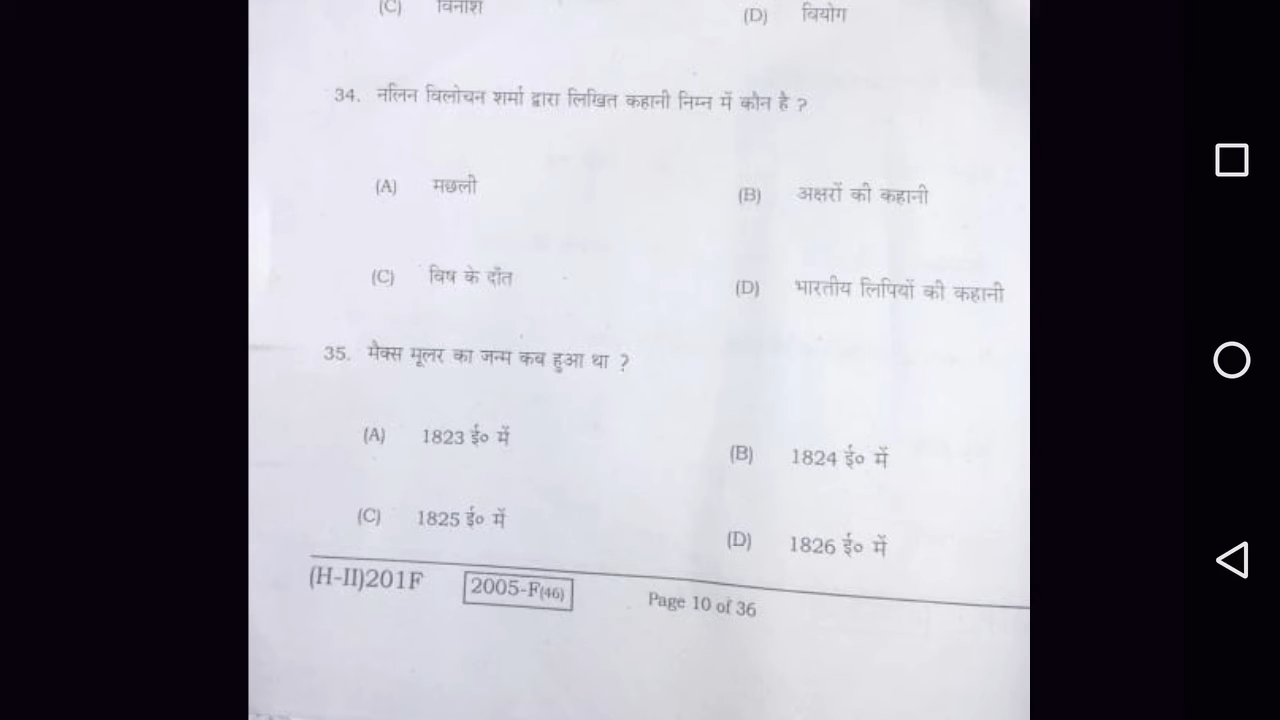 (C) विनाश (D) वियोग
34. नलिन विलोचन शर्मा द्वारा लिखित कहानी निम्न में कौन है ?
(A) मछली (B) अक्षरों की कहानी
(C) विष के दाँत (D) भारतीय लिपियों की कहानी
35. मैक्स मूलर का जन्म कब हुआ था ?
(A) 1823 ई० में (B) 1824 ई० में
(C) 1825 ई० में (D) 1826 ई० में
(H-II)201F 2005-F(46) Page 10 of 36